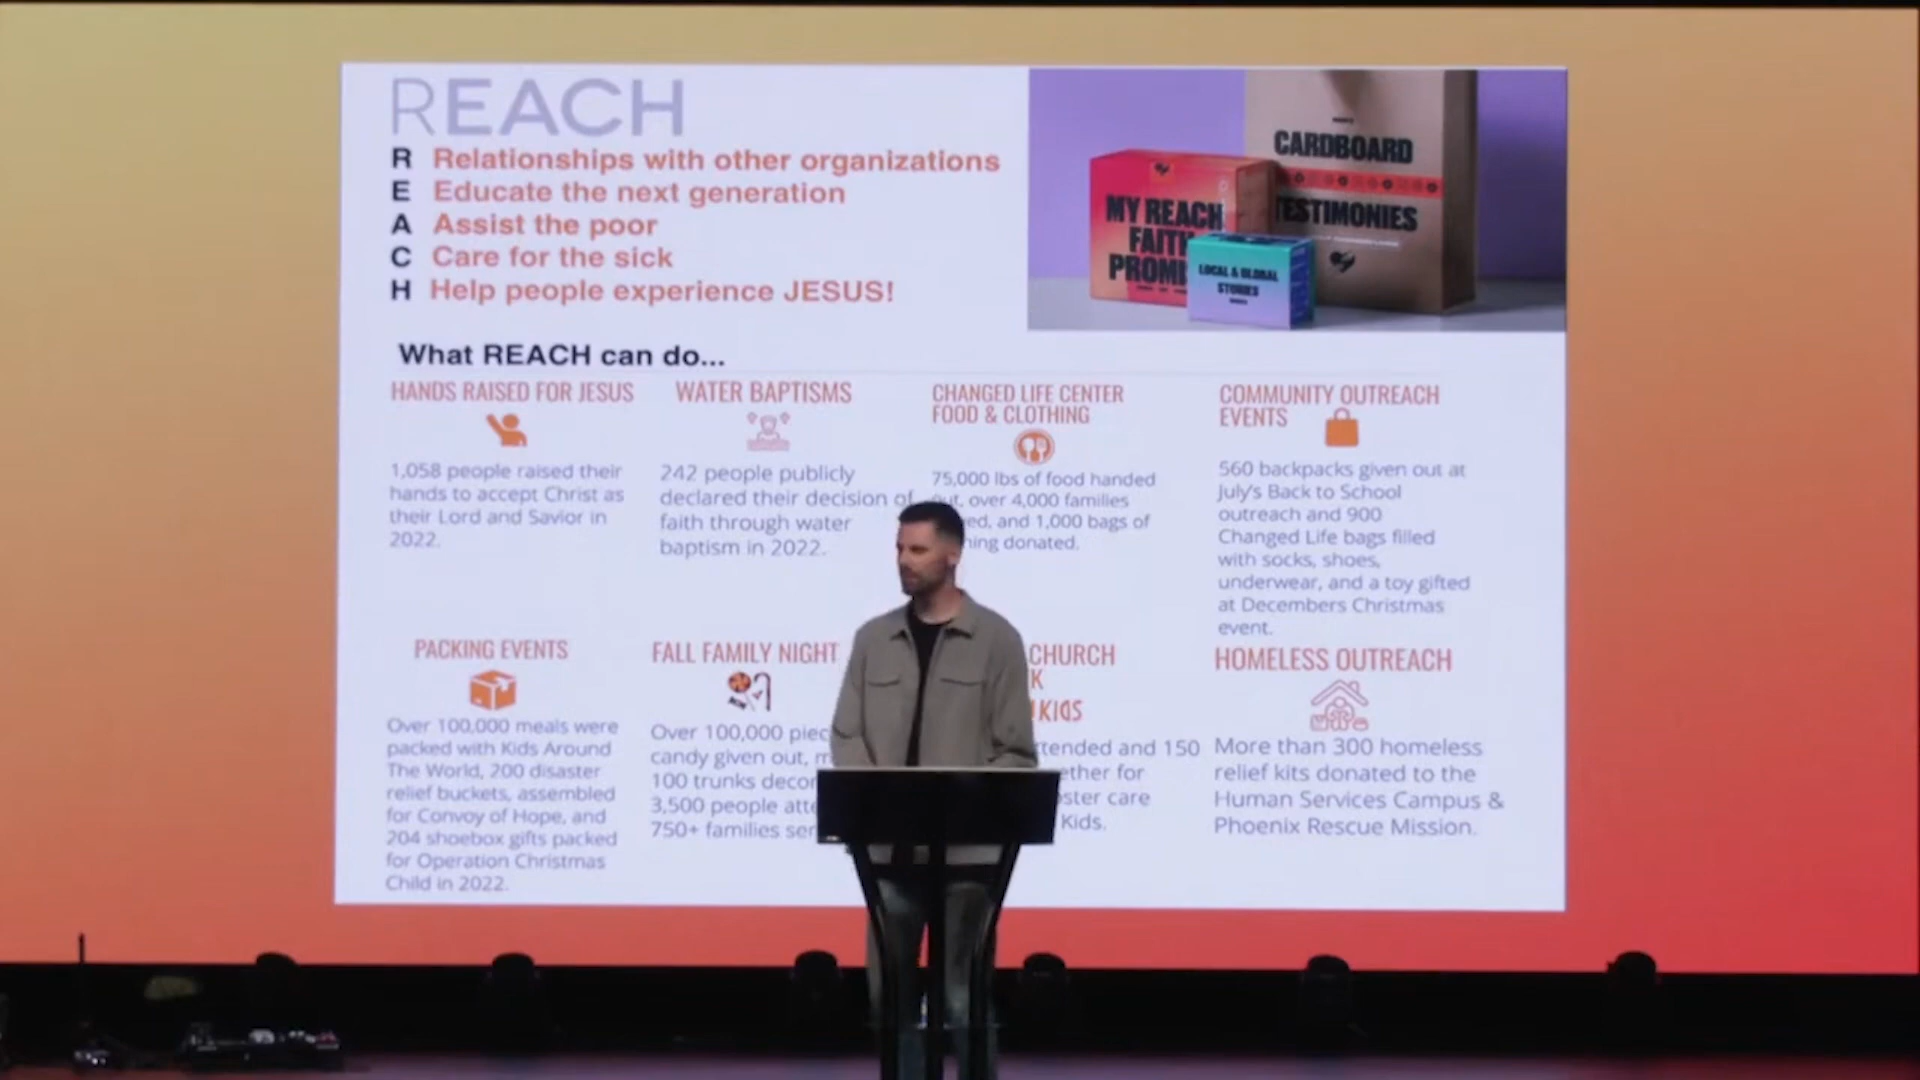 REACH
R Relationships with other organizations
E Educate the next generation
A Assist the poor
C Care for the sick
H Help people experience JESUS!
CARDBOARD
TESTIMONIES
MY REACH
FAITH
LOCAL & GLOBAL
STORIES
What REACH can do...
HANDS RAISED FOR JESUS
1,058 people raised their
hands to accept Christ as
their Lord and Savior in
2022.
WATER BAPTISMS
242 people publicly
declared their decision of
faith through water
baptism in 2022.
CHANGED LIFE CENTER
FOOD & CLOTHING
75,000 lbs of food handed
out, over 4,000 families
and 1,000 bags of
donated.
COMMUNITY OUTREACH
EVENTS
560 backpacks given out at
July's Back to School
outreach and 900
Changed Life bags filled
with socks, shoes,
underwear, and a toy gifted
at Decembers Christmas
event.
PACKING EVENTS
Over 100,000 meals were
packed with Kids Around
The World, 200 disaster
relief buckets, assembled
for Convoy of Hope, and
204 shoebox gifts packed
for Operation Christmas
Child in 2022.
FALL FAMILY NIGHT
Over 100,000
candy given out,
100 trunks
3,500 people
750+ families
CHURCH
KIDS
and 150
for
care
Kids.
HOMELESS OUTREACH
More than 300 homeless
relief kits donated to the
Human Services Campus &
Phoenix Rescue Mission.